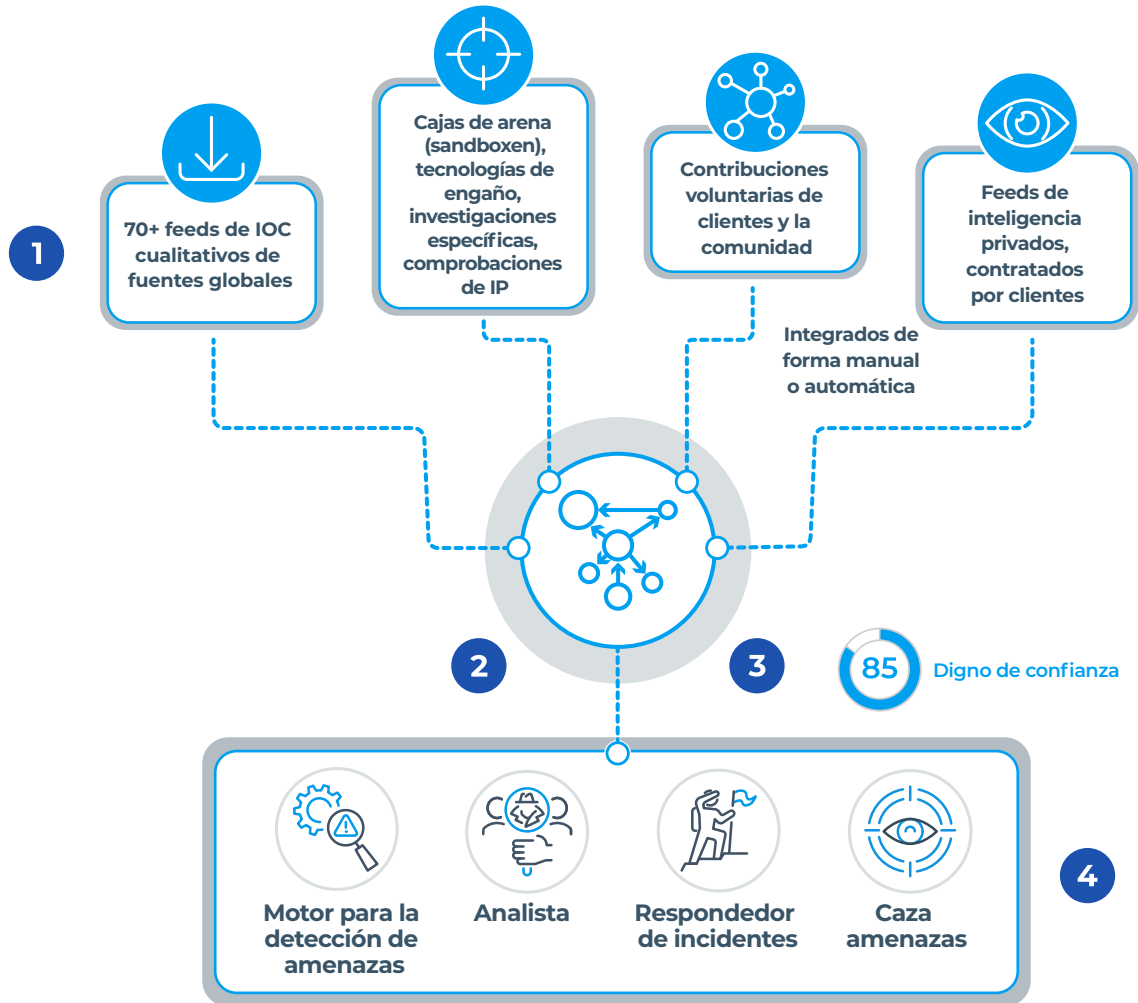 1
70+ feeds de IOC
cualitativos de
fuentes globales
Cajas de arena
(sandboxen),
tecnologías de
engaño,
investigaciones
específicas,
comprobaciones
de IP
Contribuciones
voluntarias de
clientes y la
comunidad
Feeds de
inteligencia
privados,
contratados
por clientes
Integrados de
forma manual
o automática
2
3
85
Digno de confianza
Motor para la
detección de
amenazas
Analista
Respondedor
de incidentes
Caza
amenazas
4